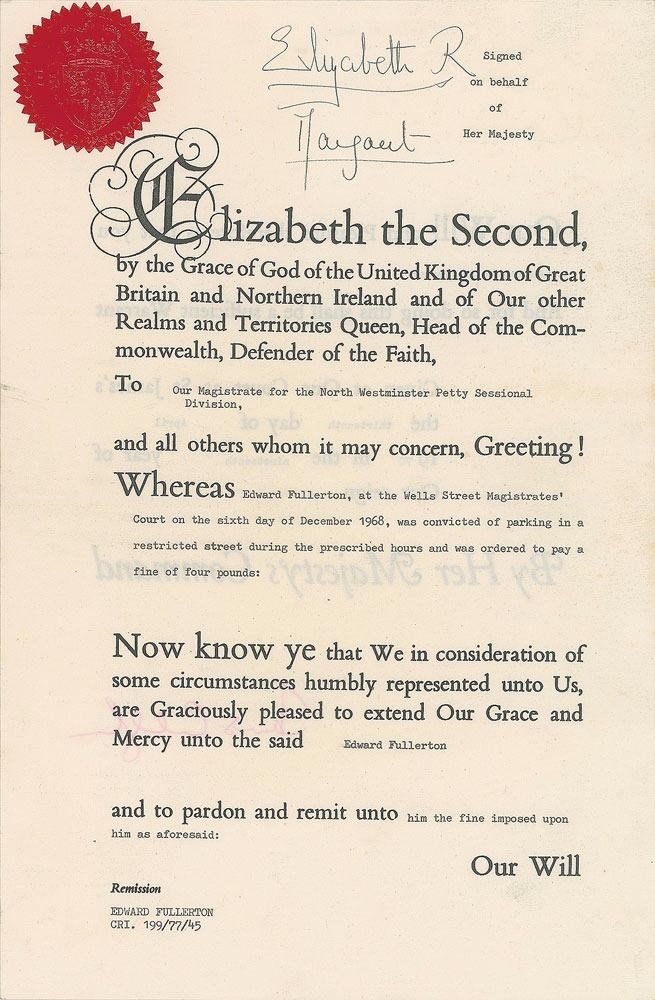 Elizabeth R
Signed
on behalf
of
Her Majesty
Margaret
Elizabeth the Second,
by the Grace of God of the United Kingdom of Great
Britain and Northern Ireland and of Our other
Realms and Territories Queen, Head of the Com-
monwealth, Defender of the Faith,
To Our Magistrate for the North Westminster Petty Sessional
Division,
and all others whom it may concern, Greeting!
Whereas Edward Fullerton, at the Wells Street Magistrates'
Court on the sixth day of December 1968, was convicted of parking in a
restricted street during the prescribed hours and was ordered to pay a
fine of four pounds:
Now know ye that We in consideration of
some circumstances humbly represented unto Us,
are Graciously pleased to extend Our Grace and
Mercy unto the said Edward Fullerton
and to pardon and remit unto him the fine imposed upon
him as aforesaid:
Our Will
Remission
EDWARD FULLERTON
CRI. 199/77/45